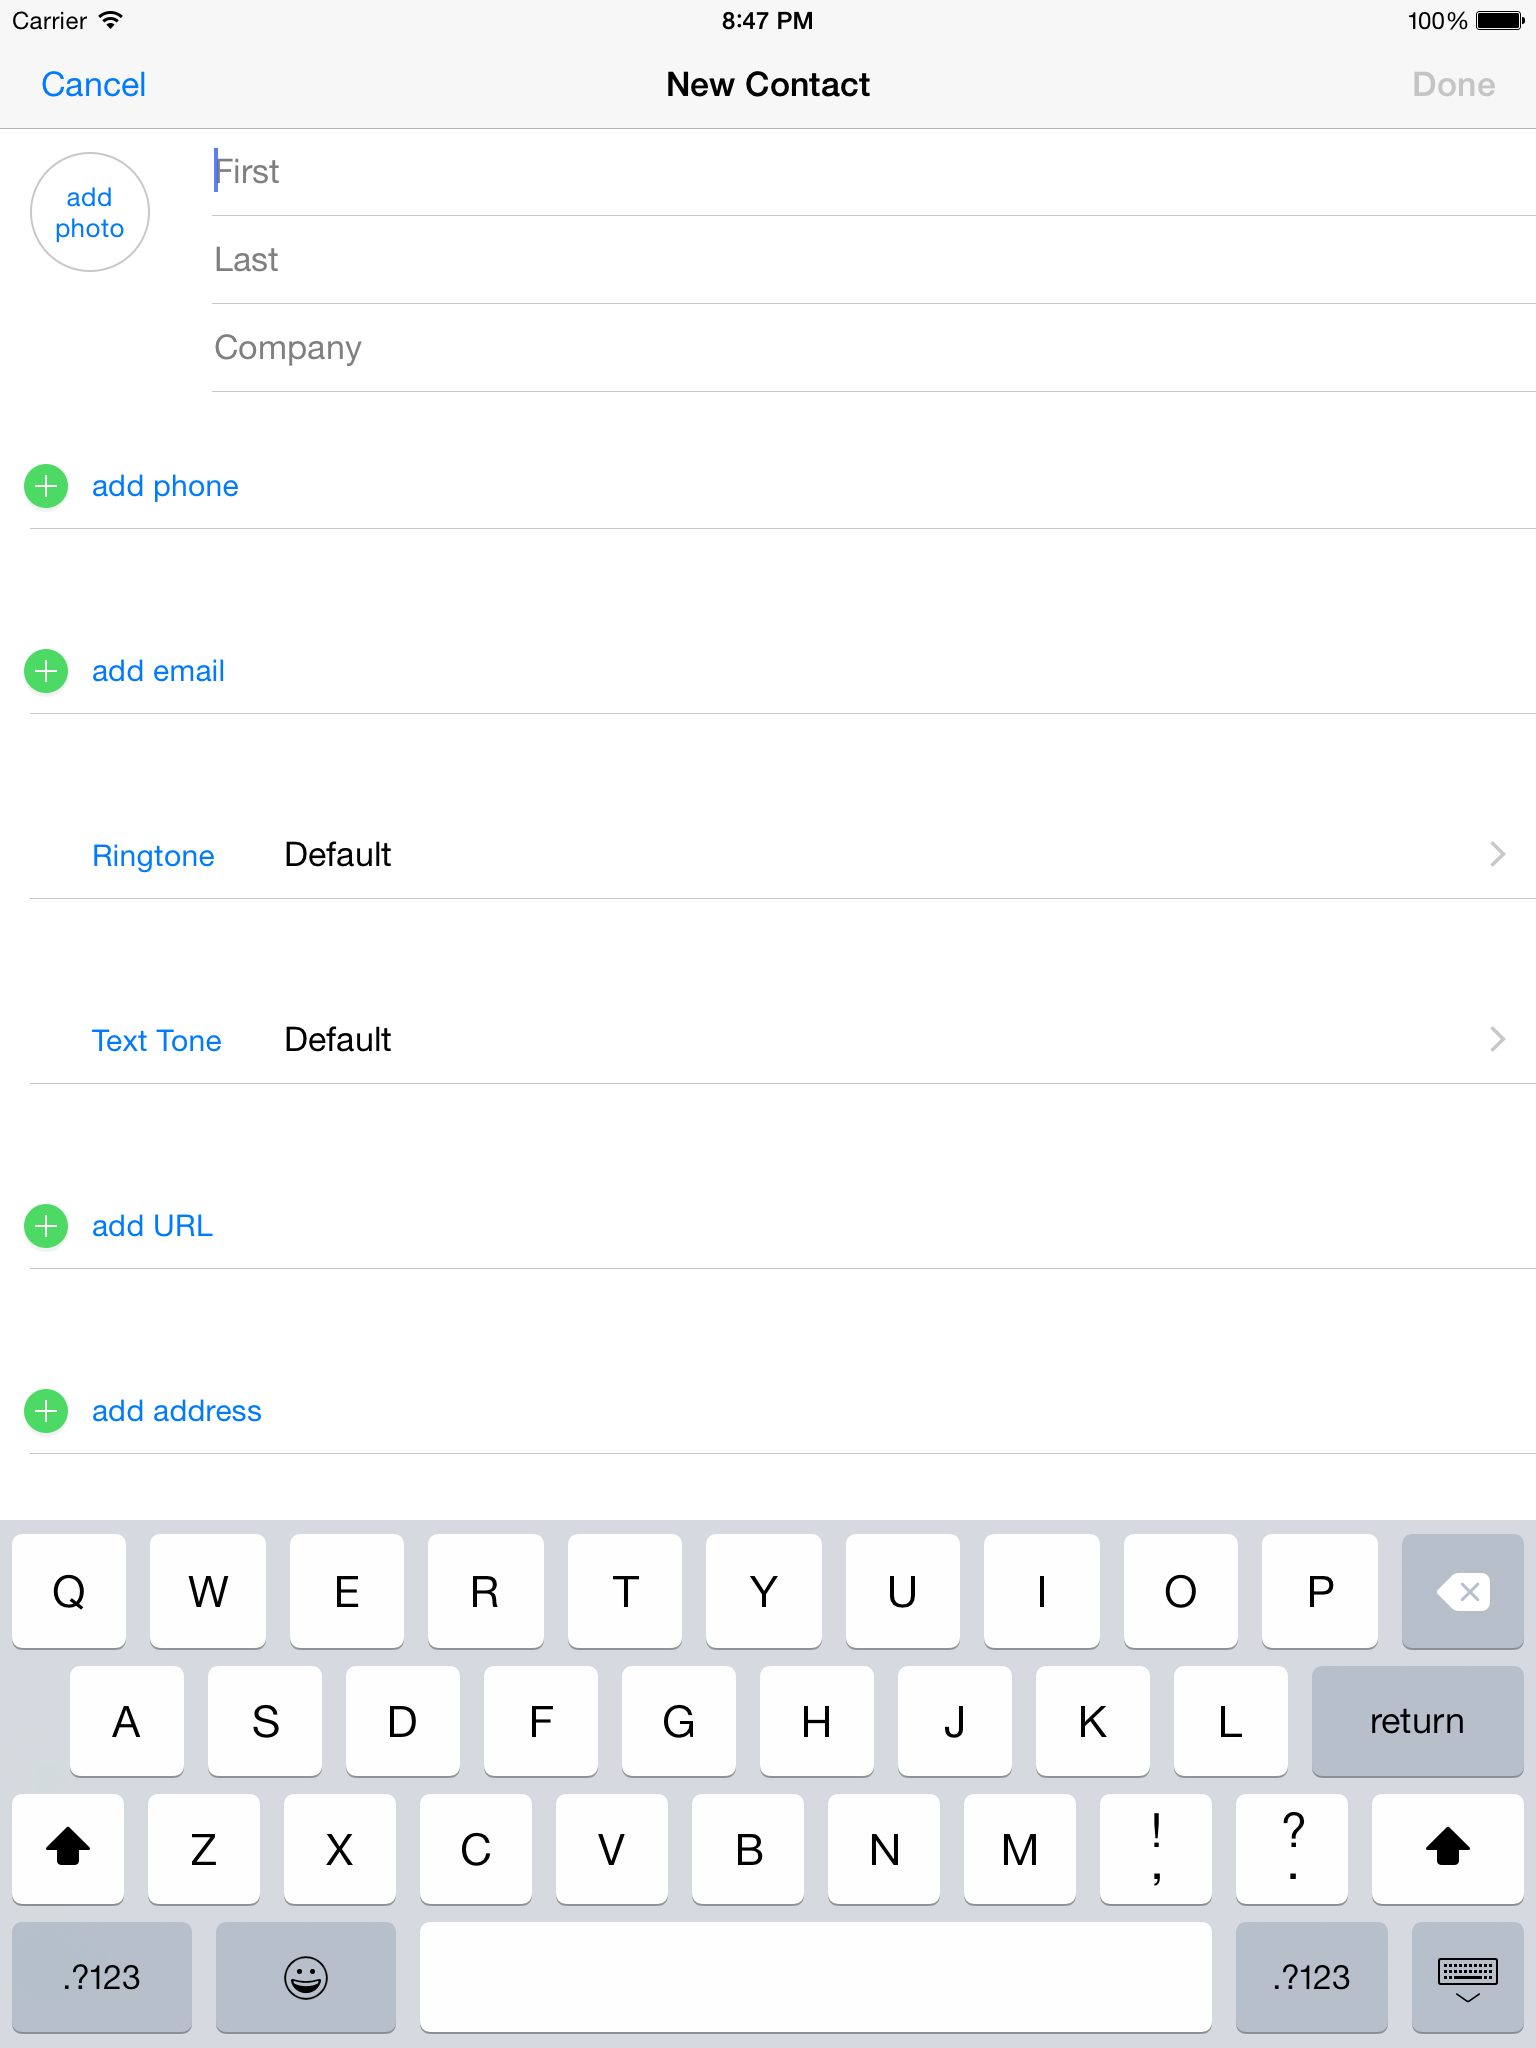 Carrier 8:47 PM 100%
Cancel New Contact Done
add
photo
First
Last
Company
add phone
add email
Ringtone Default
Text Tone Default
add URL
add address
Q W E R T Y U I O P
A S D F G H J K L return
Z X C V B N M ! , ? .
.?123 .?123